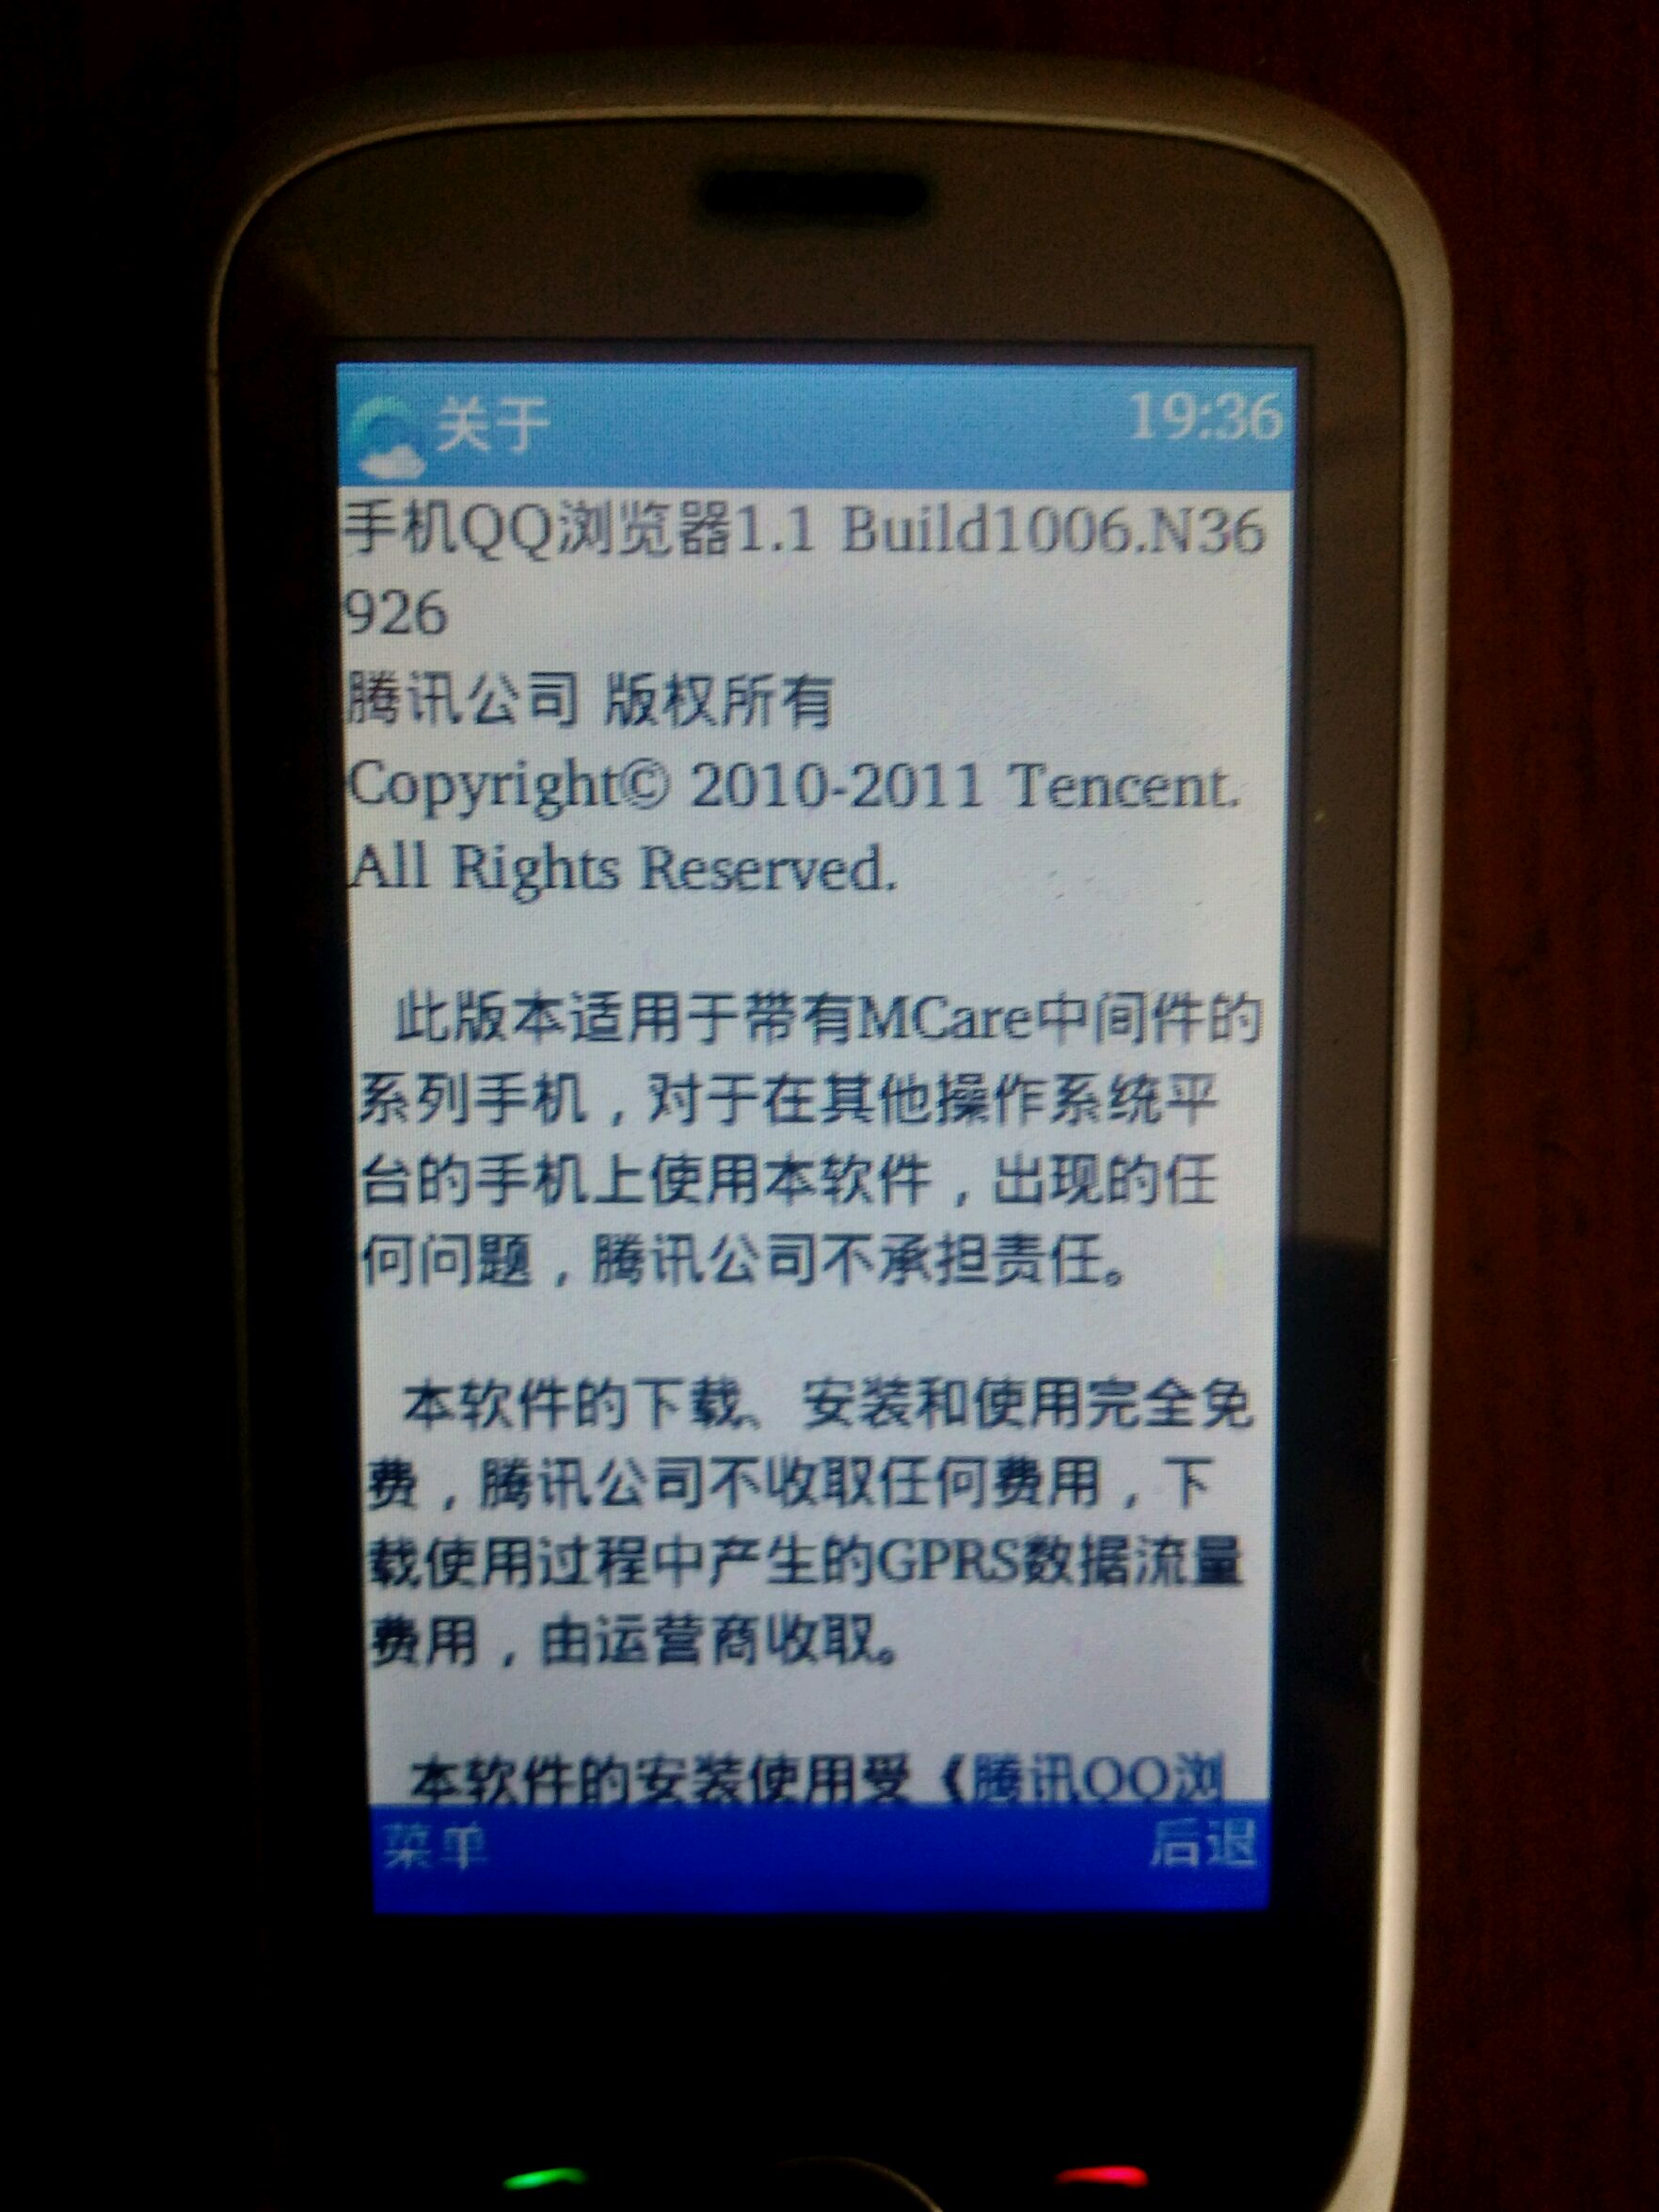 关于 19:36
手机QQ浏览器1.1 Build1006.N36
926
腾讯公司 版权所有
Copyright© 2010-2011 Tencent.
All Rights Reserved.
此版本适用于带有MCare中间件的
系列手机，对于在其他操作系统平
台的手机上使用本软件，出现的任
何问题，腾讯公司不承担责任。
本软件的下载、安装和使用完全免
费，腾讯公司不收取任何费用，下
载使用过程中产生的GPRS数据流量
费用，由运营商收取。
本软件的安装使用受《腾讯QQ浏
菜单 后退